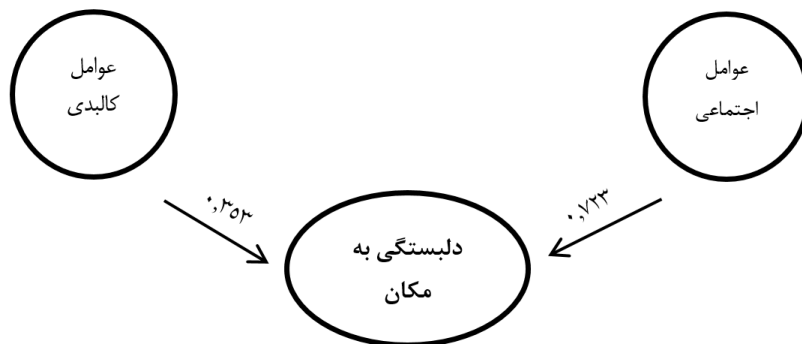 عوامل
اجتماعی
عوامل
کالبدی
۰,۷۲۳
۰,۳۵۳
دلبستگی به
مکان